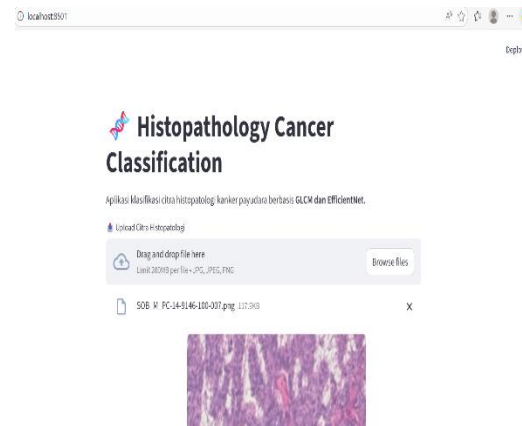 localhost:8501
Deploy
Histopathology Cancer
Classification
Aplikasi klasifikasi citra histopatologi kanker payudara berbasis GLCM dan EfficientNet.
Upload Citra Histopatologi
Drag and drop file here
Limit 200MB per file • JPG, JPEG, PNG
Browse files
SOB_M_PC-14-9146-100-007.png 137.9KB
X